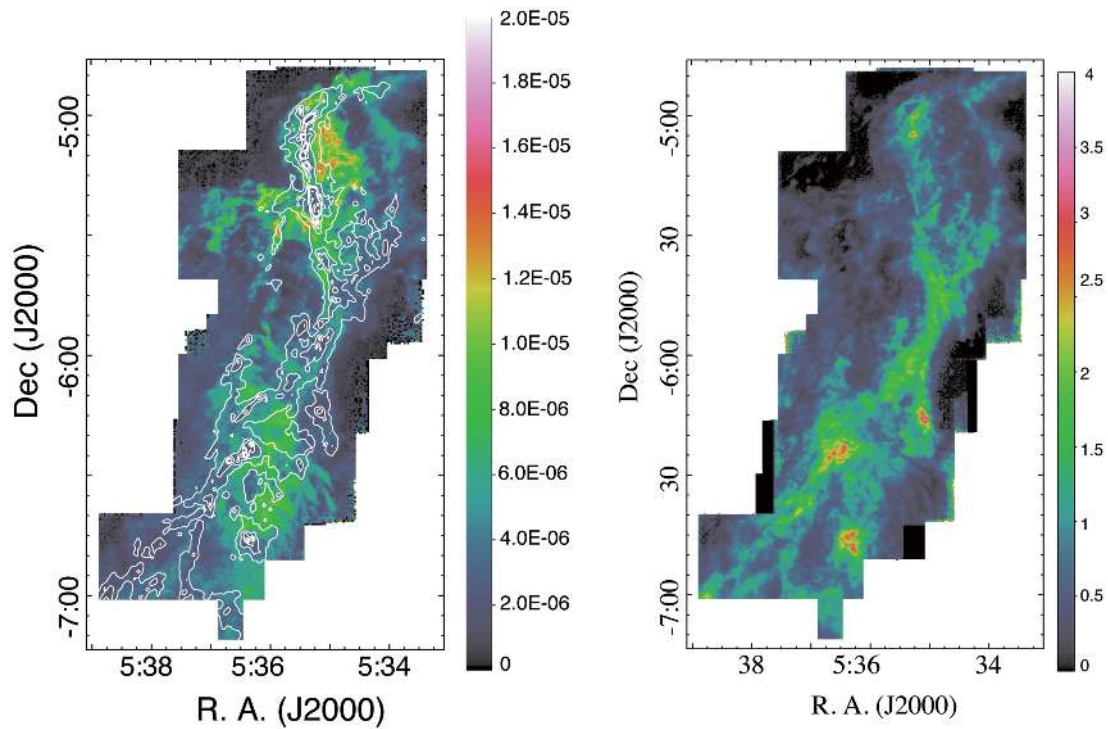 2.0E-05
1.8E-05
1.6E-05
1.4E-05
1.2E-05
1.0E-05
8.0E-06
6.0E-06
4.0E-06
2.0E-06
0
-5:00
-6:00
-7:00
Dec (J2000)
5:38
5:36
5:34
R. A. (J2000)
4
3.5
3
2.5
2
1.5
1
0.5
0
-5:00
30
-6:00
30
-7:00
Dec (J2000)
38
5:36
34
R. A. (J2000)